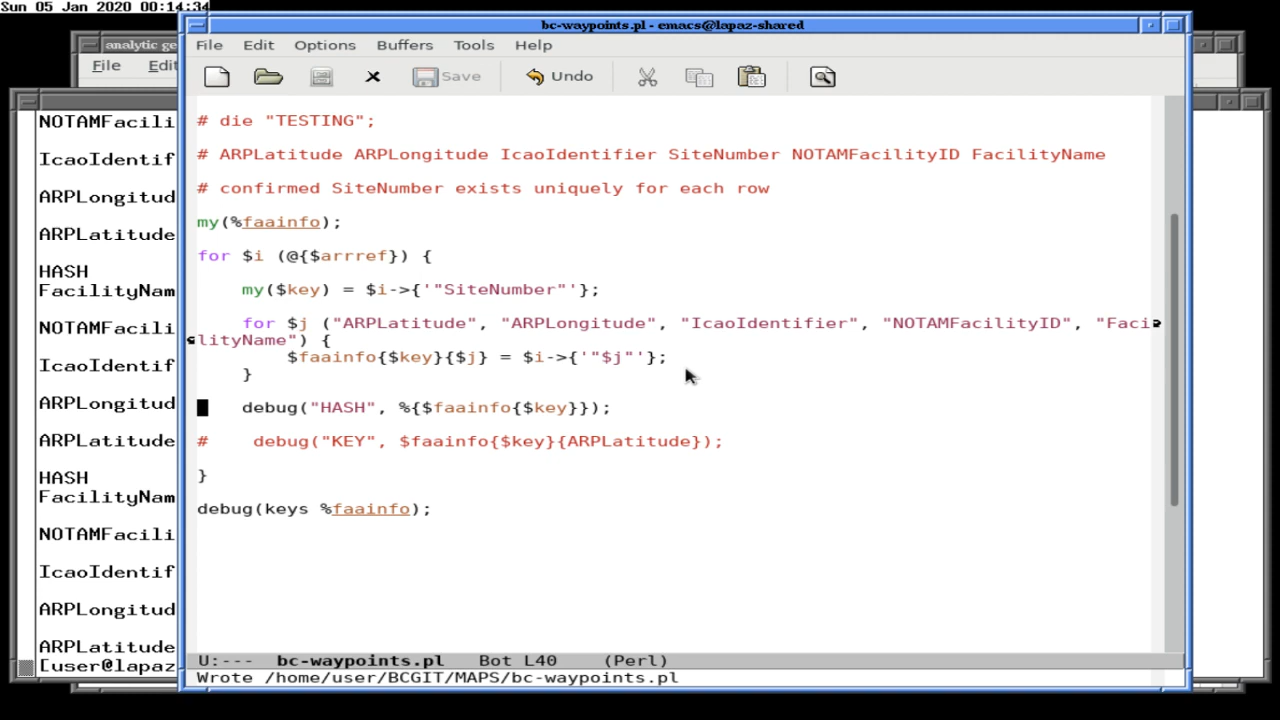 Sun 05 Jan 2020 00:14:34
bc-waypoints.pl - emacs@lapaz-shared
analytic ge
File Edit Options Buffers Tools Help
File Edit
Save Undo
# die "TESTING";
# ARPLatitude ARPLongitude IcaoIdentifier SiteNumber NOTAMFacilityID FacilityName
# confirmed SiteNumber exists uniquely for each row
my(%faainfo);
for $i (@{$arrref}) {
my($key) = $i->{'"SiteNumber"'};
for $j ("ARPLatitude", "ARPLongitude", "IcaoIdentifier", "NOTAMFacilityID", "Faci
lityName") {
$faainfo{$key}{$j} = $i->{'"$j"'};
}
debug("HASH", %{$faainfo{$key}});
#    debug("KEY", $faainfo{$key}{ARPLatitude});
}
debug(keys %faainfo);
U:--- bc-waypoints.pl Bot L40 (Perl)
Wrote /home/user/BCGIT/MAPS/bc-waypoints.pl
NOTAMFacili
IcaoIdentif
ARPLongitud
ARPLatitude
HASH
FacilityNam
NOTAMFacili
IcaoIdentif
ARPLongitud
ARPLatitude
HASH
FacilityNam
NOTAMFacili
IcaoIdentif
ARPLongitud
ARPLatitude
[user@lapaz